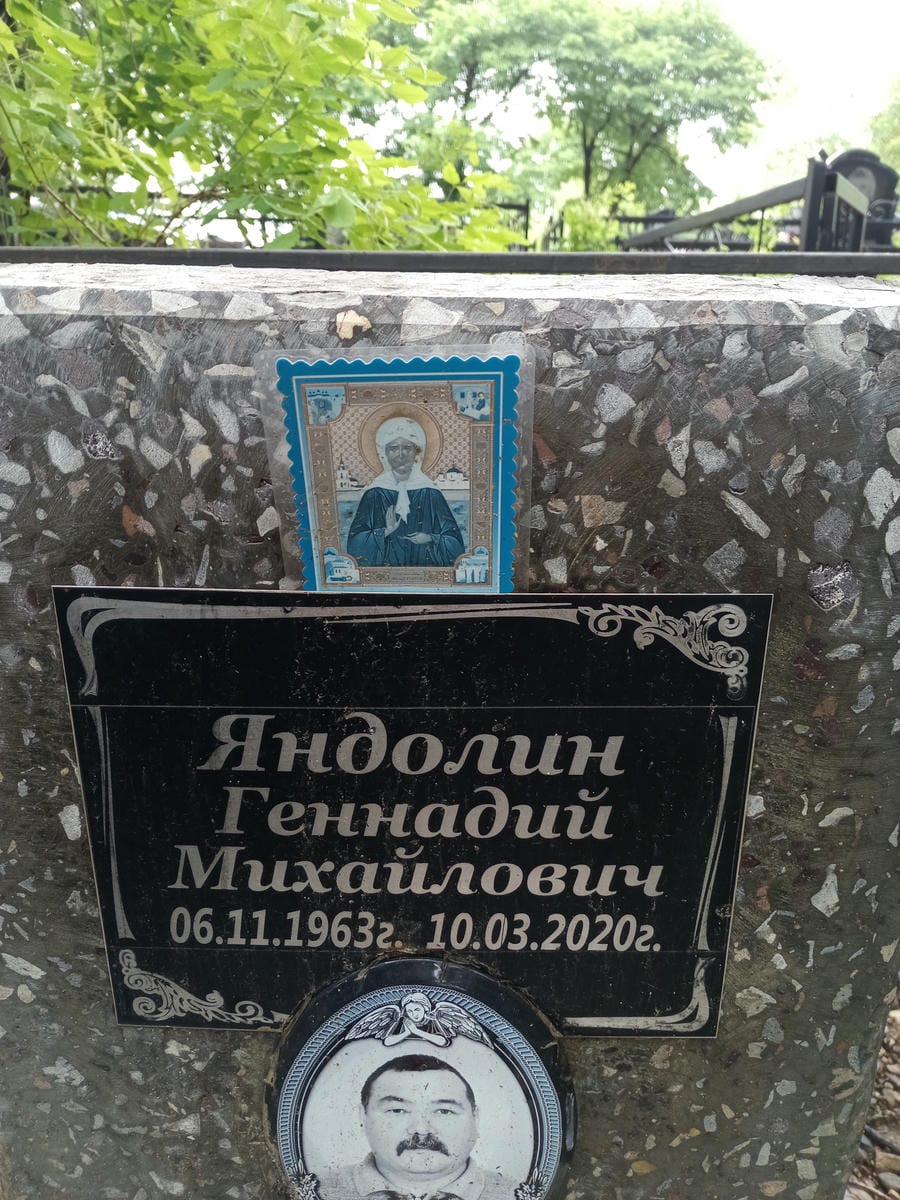 Яндолин
Геннадий
Михайлович
06.11.1963г. 10.03.2020г.